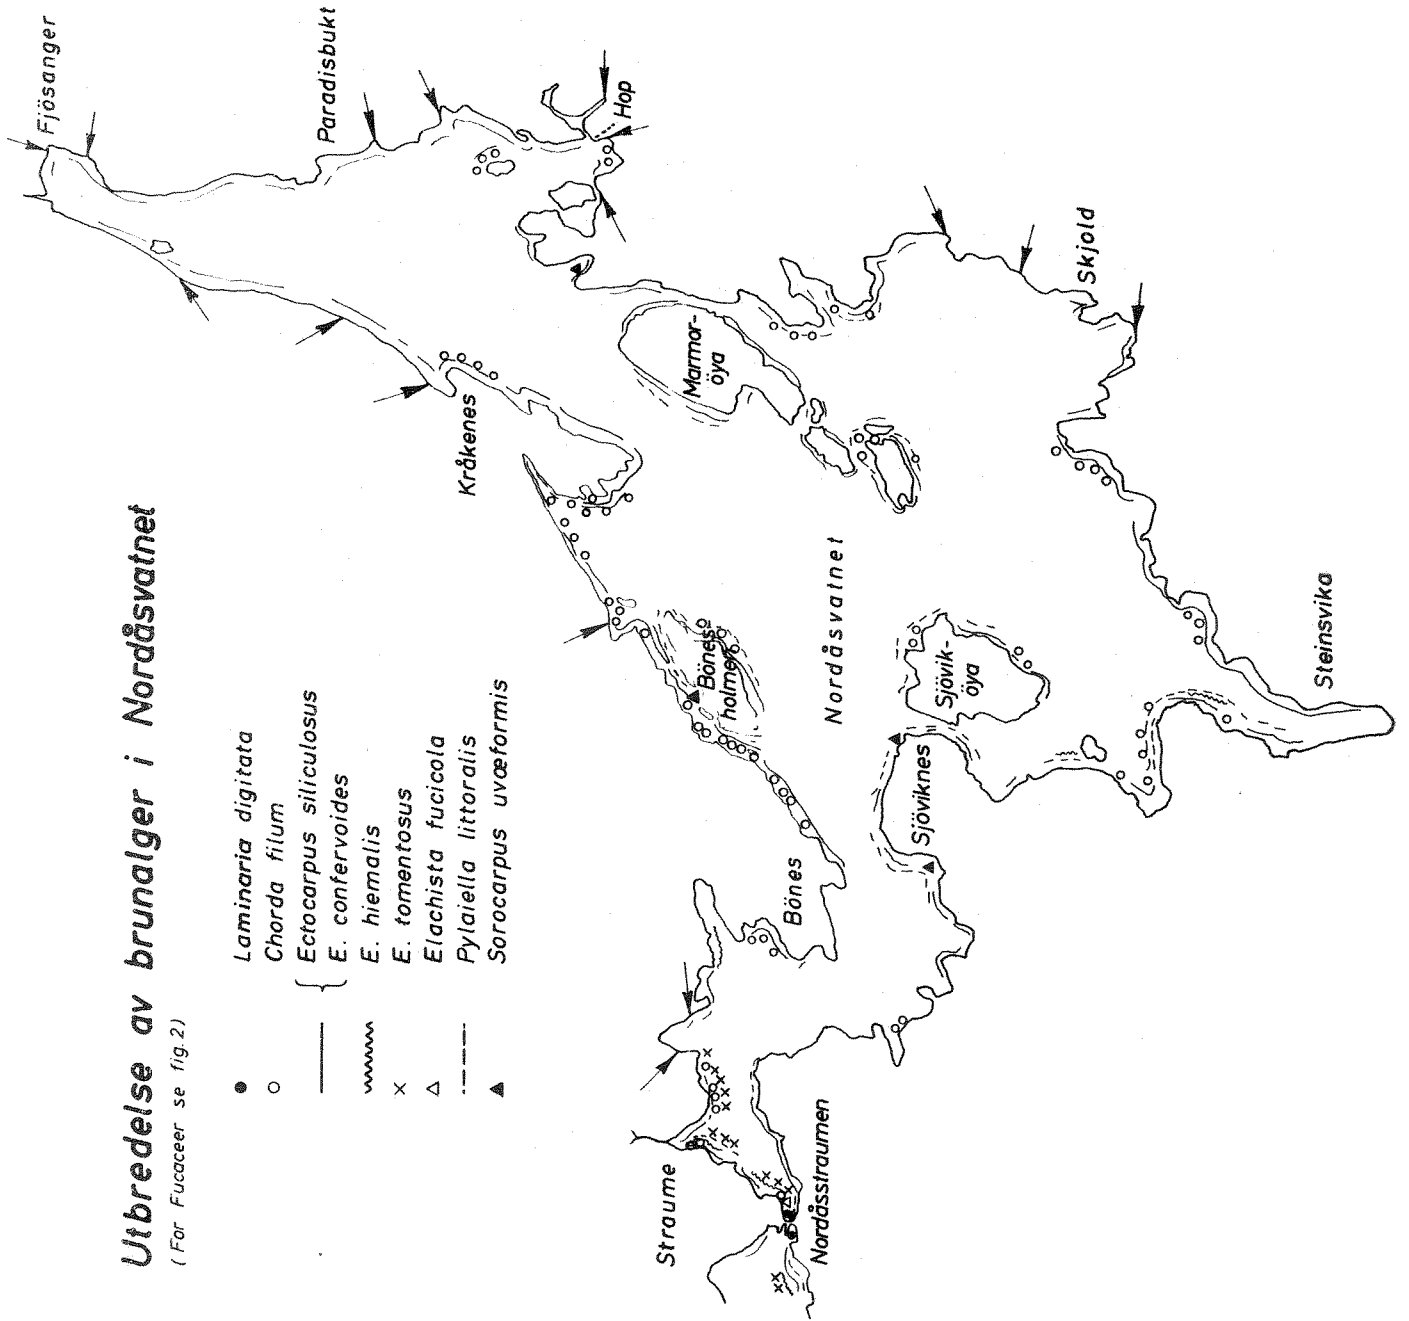 Utbredelse av brunalger i Nordåsvatnet
(For Fucaceer se fig. 2)
Laminaria digitata
Chorda filum
Ectocarpus siliculosus
E. confervoides
E. hiemalis
E. tomentosus
Elachista fucicola
Pylaiella littoralis
Sorocarpus uvæformis
Fjösanger
Paradisbukt
Hop
Kråkenes
Marmor-
öya
Skjold
Bönes-
holmen
Nordåsvatnet
Sjövik-
öya
Steinsvika
Sjöviknes
Bönes
Straume
Nordåsstraumen